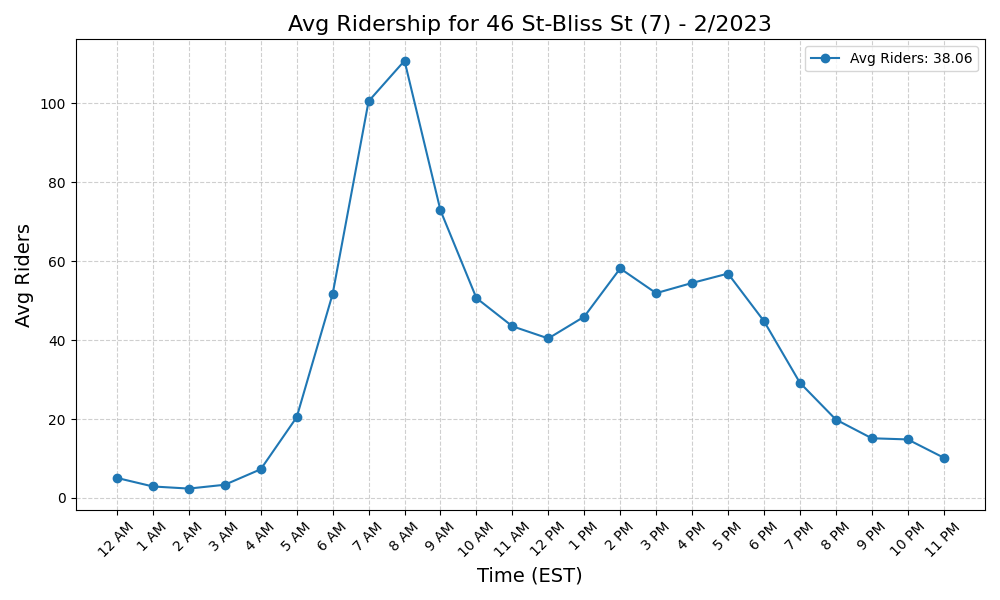 Avg Ridership for 46 St-Bliss St (7) - 2/2023
Avg Riders: 38.06
Avg Riders
100
80
60
40
20
0
12 AM
1 AM
2 AM
3 AM
4 AM
5 AM
6 AM
7 AM
8 AM
9 AM
10 AM
11 AM
12 PM
1 PM
2 PM
3 PM
4 PM
5 PM
6 PM
7 PM
8 PM
9 PM
10 PM
11 PM
Time (EST)